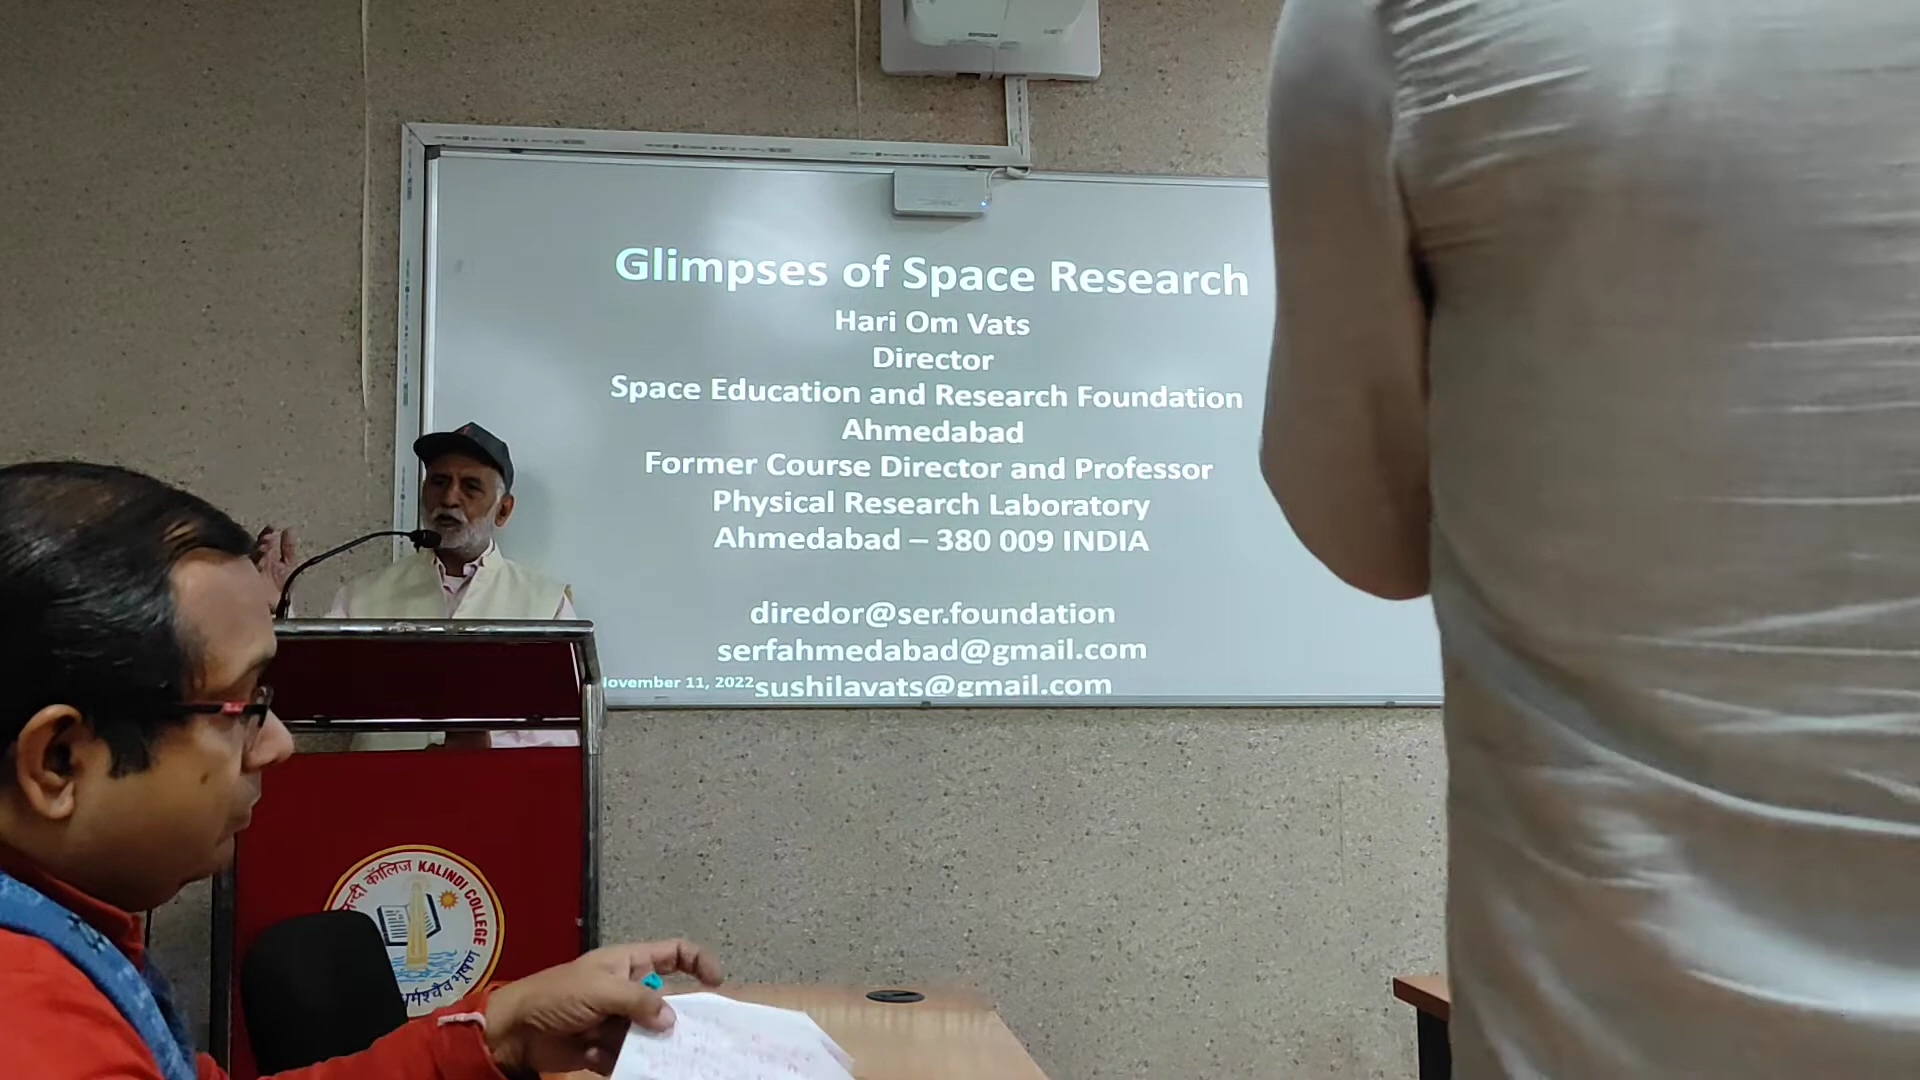 EPSON
Glimpses of Space Research
Hari Om Vats
Director
Space Education and Research Foundation
Ahmedabad
Former Course Director and Professor
Physical Research Laboratory
Ahmedabad – 380 009 INDIA
diredor@ser.foundation
serfahmedabad@gmail.com
November 11, 2022
sushilavats@gmail.com
कॉलिज KALINDI COLLEGE